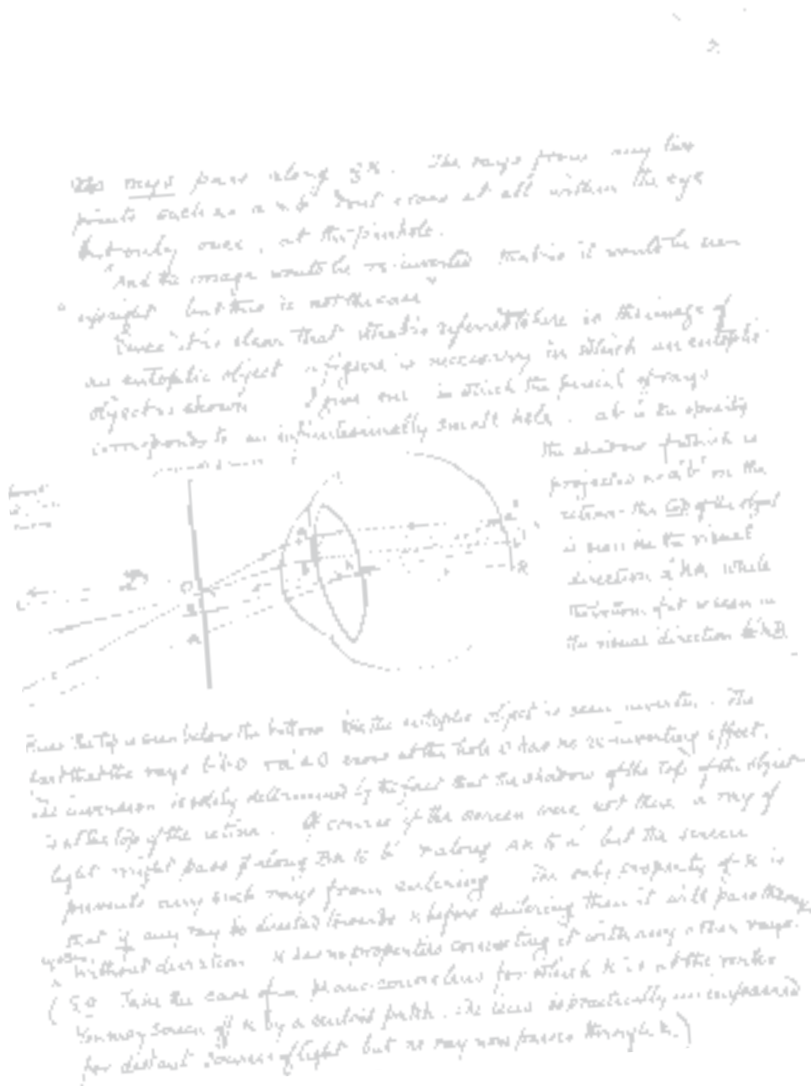 rays pass along The rays from any two
points such as a & b don't cross at all within the eye
but only once, at the pinhole.
"And the image would be re-inverted that is it would be seen
upright but this is not the case"
Since it is clear that what is referred to here is the image of
an entoptic object a figure is necessary in which an entoptic
object is shown I give one in which the pencil of rays
corresponds to an infinitesimally small hole. ab is the opacity
the shadow of which is
projected as a'b' on the
retina the top of the object
is seen in the visual
direction a'KA while
the bottom of it is seen in
the visual direction b'KB
Thus the top is seen below the bottom the entoptic object is seen inverted. The
fact that the rays b'bO and a'aO cross at the hole O has no re-inverting effect.
The inversion is solely determined by the fact that the shadow of the top of the object
is at the top of the retina. Of course if the screen were not there a ray of
light might pass along BK to b' or along AK to a' but the screen
prevents any such rays from entering The only property of K is
that if any ray be directed towards K before entering then it will pass through
without deviation K has no properties connecting it with any other rays.
(E.g. Take the case of a plano-convex lens for which K is at the vertex
You may screen off K by a central patch. The lens is practically unimpaired
for distant sources of light but no ray now passes through K.)